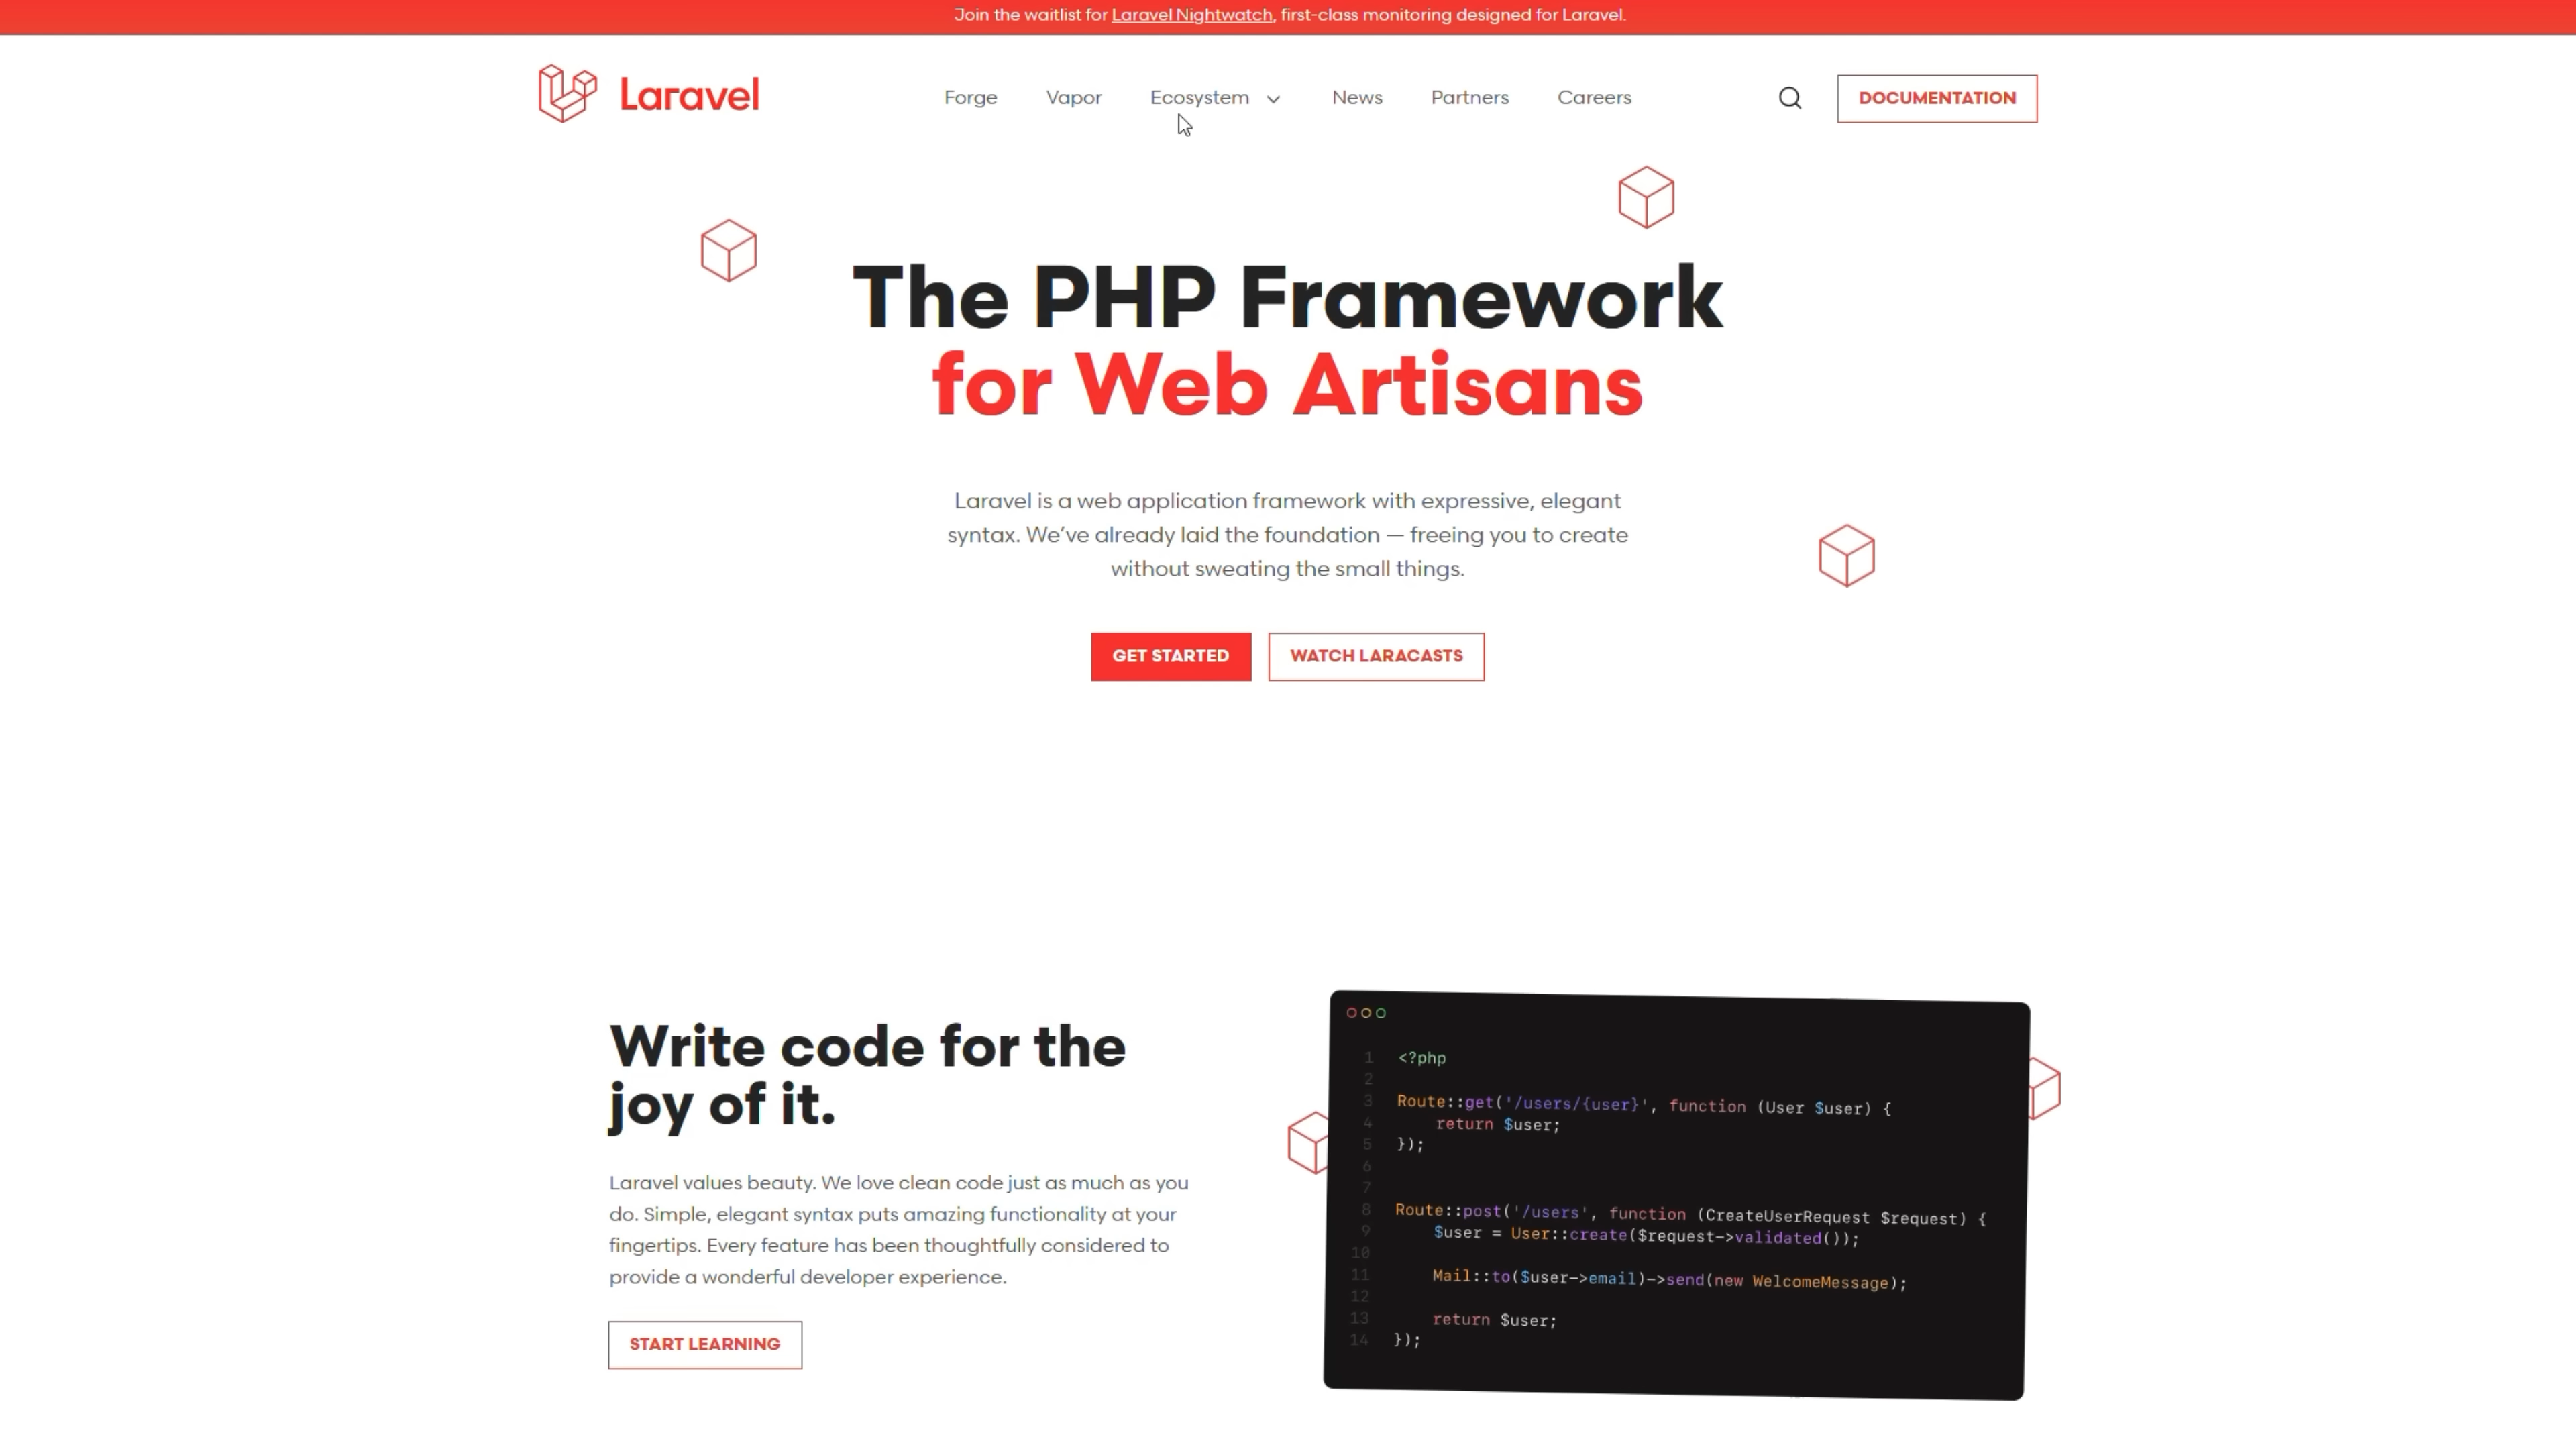 Join the waitlist for Laravel Nightwatch, first-class monitoring designed for Laravel.
Laravel
Forge
Vapor
Ecosystem
News
Partners
Careers
DOCUMENTATION
The PHP Framework
for Web Artisans
Laravel is a web application framework with expressive, elegant
syntax. We’ve already laid the foundation — freeing you to create
without sweating the small things.
GET STARTED
WATCH LARACASTS
Write code for the
joy of it.
Laravel values beauty. We love clean code just as much as you
do. Simple, elegant syntax puts amazing functionality at your
fingertips. Every feature has been thoughtfully considered to
provide a wonderful developer experience.
START LEARNING
1 <?php
2
3 Route::get('/users/{user}', function (User $user) {
4 return $user;
5 });
6
7
8 Route::post('/users', function (CreateUserRequest $request) {
9 $user = User::create($request->validated());
10
11 Mail::to($user->email)->send(new WelcomeMessage);
12
13 return $user;
14 });